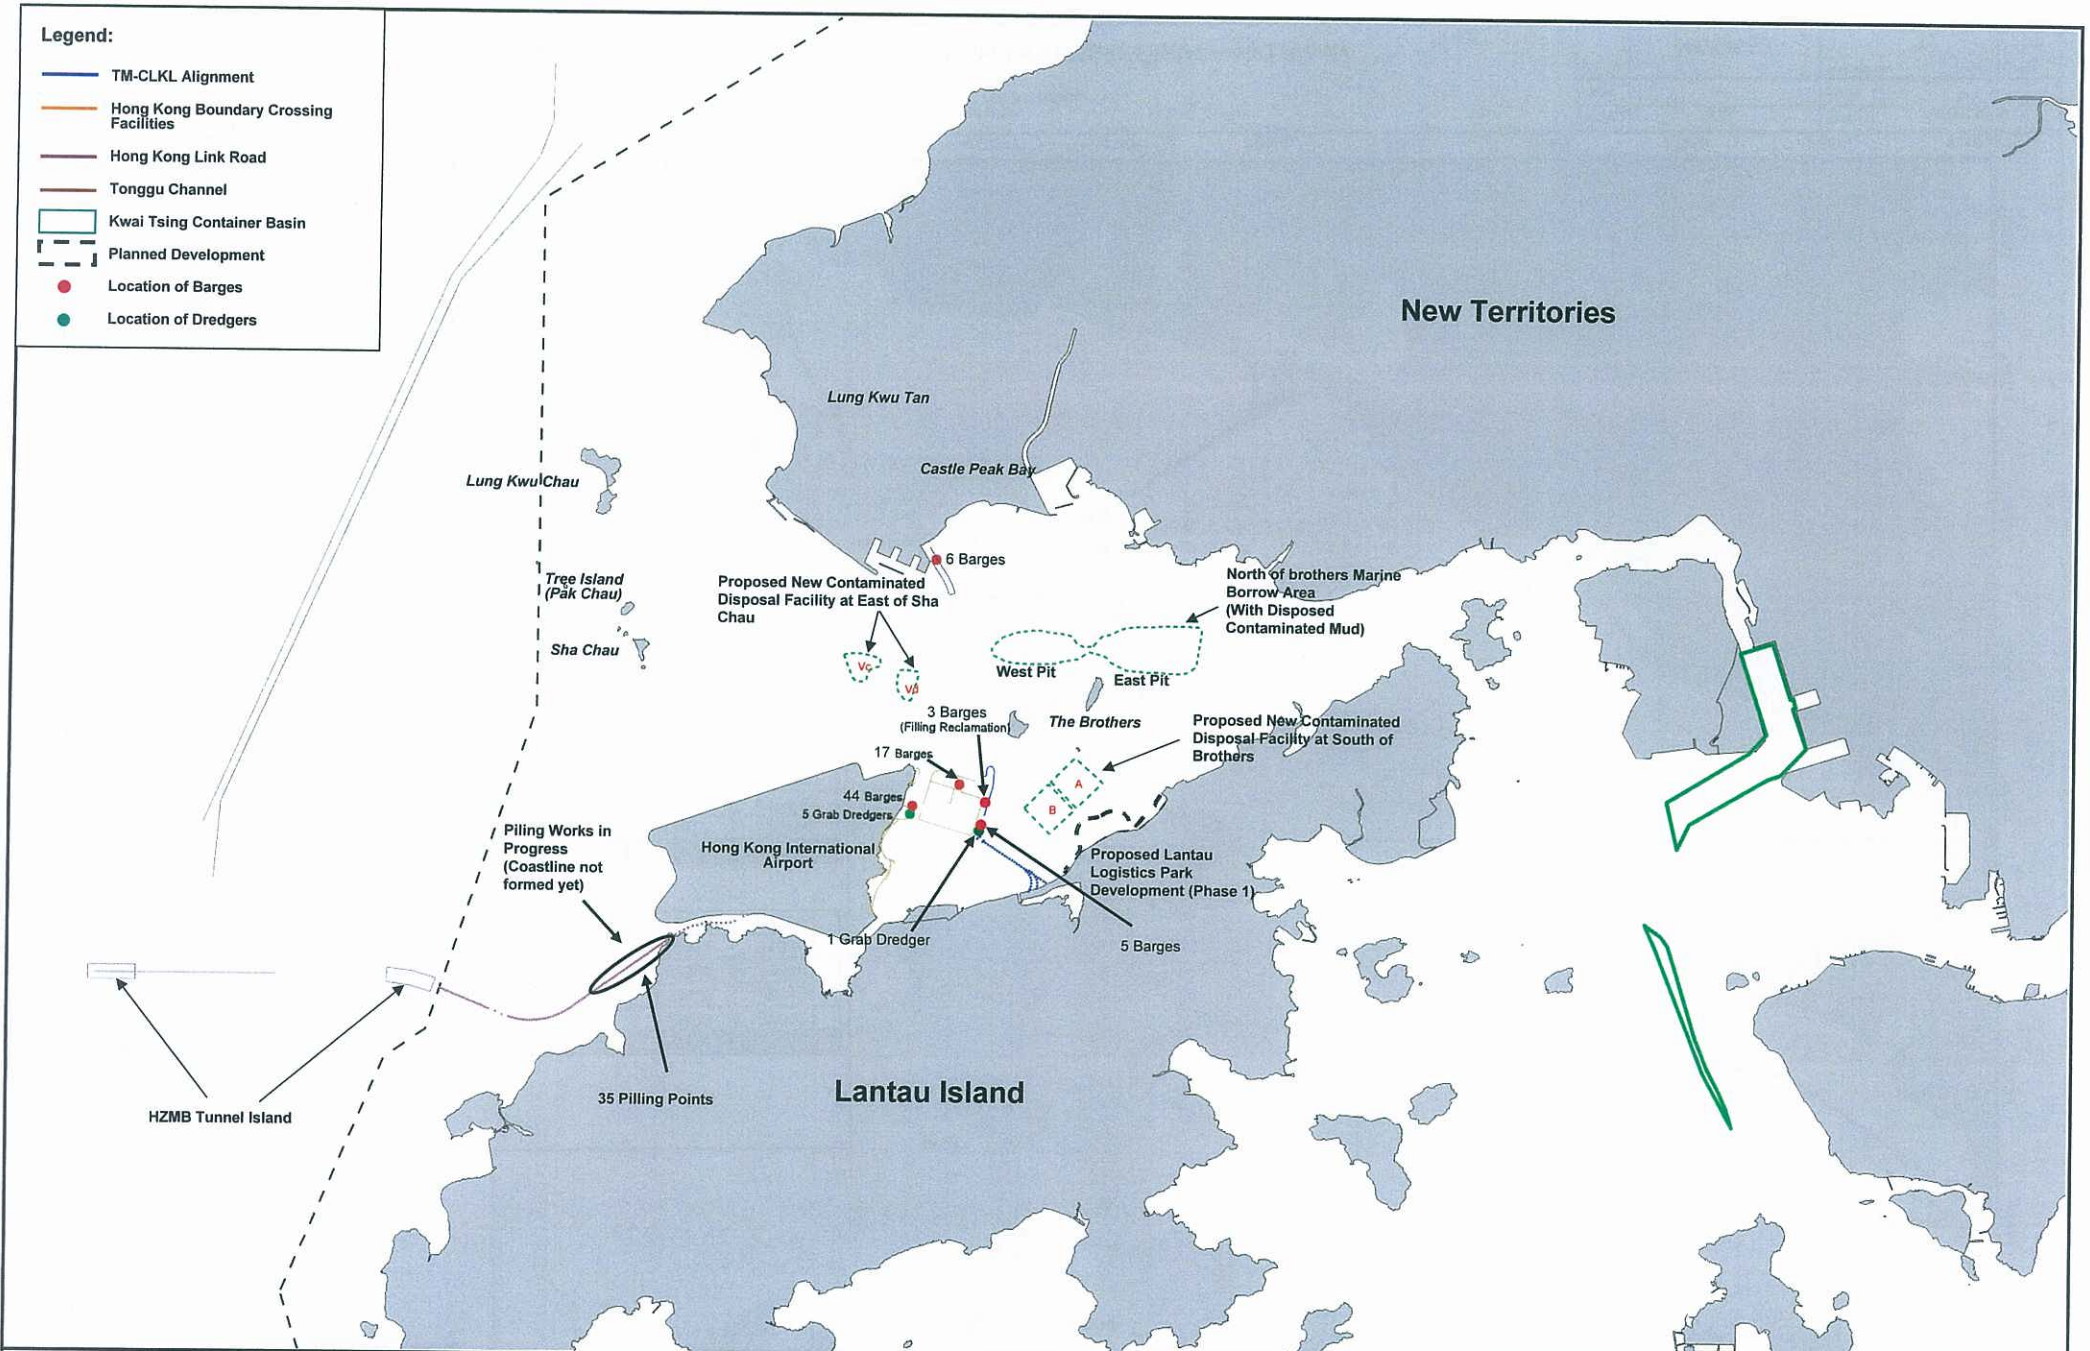 Legend:
TM-CLKL Alignment
Hong Kong Boundary Crossing
Facilities
Hong Kong Link Road
Tonggu Channel
Kwai Tsing Container Basin
Planned Development
Location of Barges
Location of Dredgers
New Territories
Lung Kwu Tan
Castle Peak Bay
Lung Kwu Chau
6 Barges
Tree Island
(Pak Chau)
Sha Chau
Proposed New Contaminated
Disposal Facility at East of Sha
Chau
North of brothers Marine
Borrow Area
(With Disposed
Contaminated Mud)
Vc
Vd
West Pit
East Pit
3 Barges
(Filling Reclamation)
The Brothers
Proposed New Contaminated
Disposal Facility at South of
Brothers
17 Barges
A
B
44 Barges
5 Grab Dredgers
Piling Works in
Progress
(Coastline not
formed yet)
Hong Kong International
Airport
Proposed Lantau
Logistics Park
Development (Phase 1)
1 Grab Dredger
5 Barges
HZMB Tunnel Island
35 Pilling Points
Lantau Island